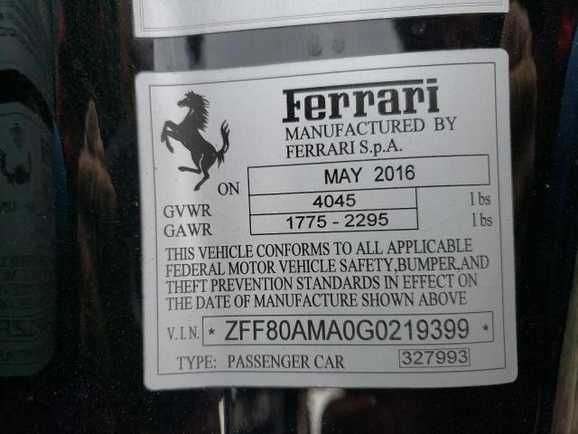 Ferrari
MANUFACTURED BY
FERRARI S.p.A.
ON MAY 2016
GVWR 4045 lbs
GAWR 1775 - 2295 lbs
THIS VEHICLE CONFORMS TO ALL APPLICABLE
FEDERAL MOTOR VEHICLE SAFETY,BUMPER,AND
THEFT PREVENTION STANDARDS IN EFFECT ON
THE DATE OF MANUFACTURE SHOWN ABOVE
V.I.N. * ZFF80AMA0G0219399 *
TYPE: PASSENGER CAR 327993